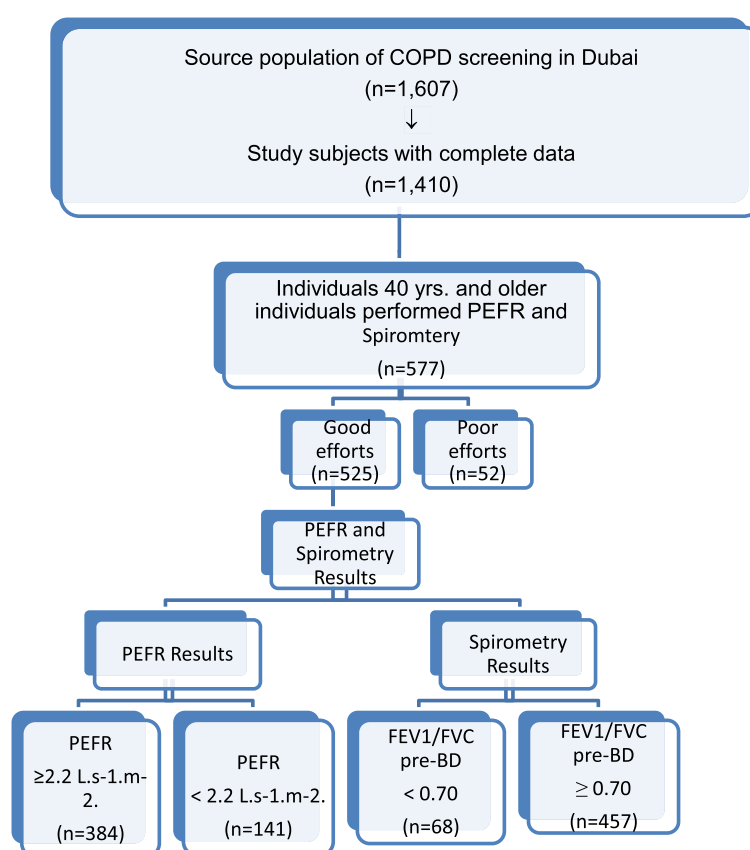 Source population of COPD screening in Dubai
(n=1,607)
↓
Study subjects with complete data
(n=1,410)
Individuals 40 yrs. and older
individuals performed PEFR and
Spiromtery
(n=577)
Good
efforts
(n=525)
Poor
efforts
(n=52)
PEFR and
Spirometry
Results
PEFR Results
Spirometry
Results
PEFR
≥2.2 L.s-1.m-
2.
(n=384)
PEFR
< 2.2 L.s-1.m-2.
(n=141)
FEV1/FVC
pre-BD
< 0.70
(n=68)
FEV1/FVC
pre-BD
≥ 0.70
(n=457)